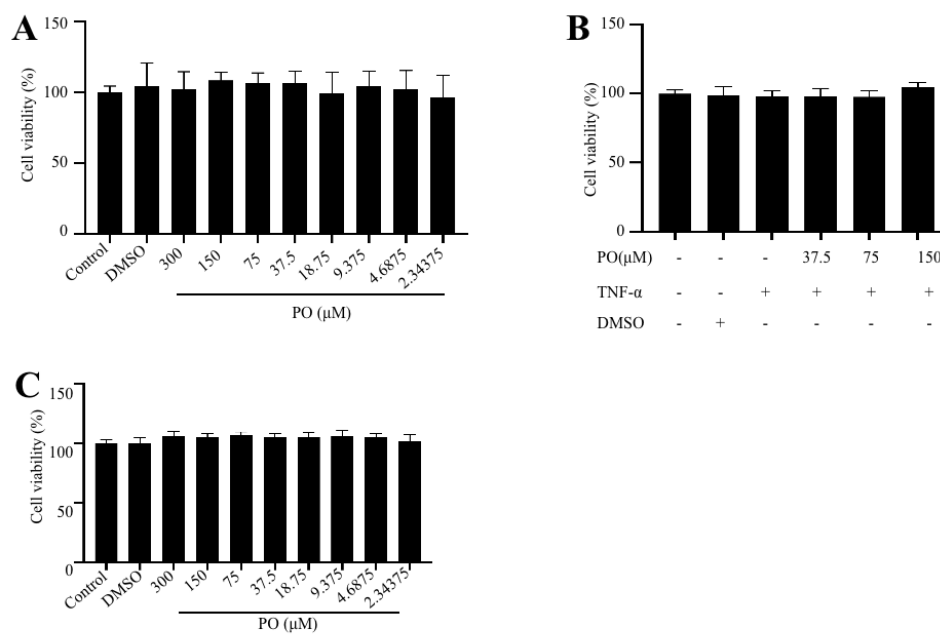 A
Cell viability (%)
150
100
50
0
Control
DMSO
300
150
75
37.5
18.75
9.375
4.6875
2.34375
PO (μM)
B
Cell viability (%)
150
100
50
0
PO(μM) - - - 37.5 75 150
TNF-α - - + + + +
DMSO - + - - - -
C
Cell viability (%)
150
100
50
0
Control
DMSO
300
150
75
37.5
18.75
9.375
4.6875
2.34375
PO (μM)